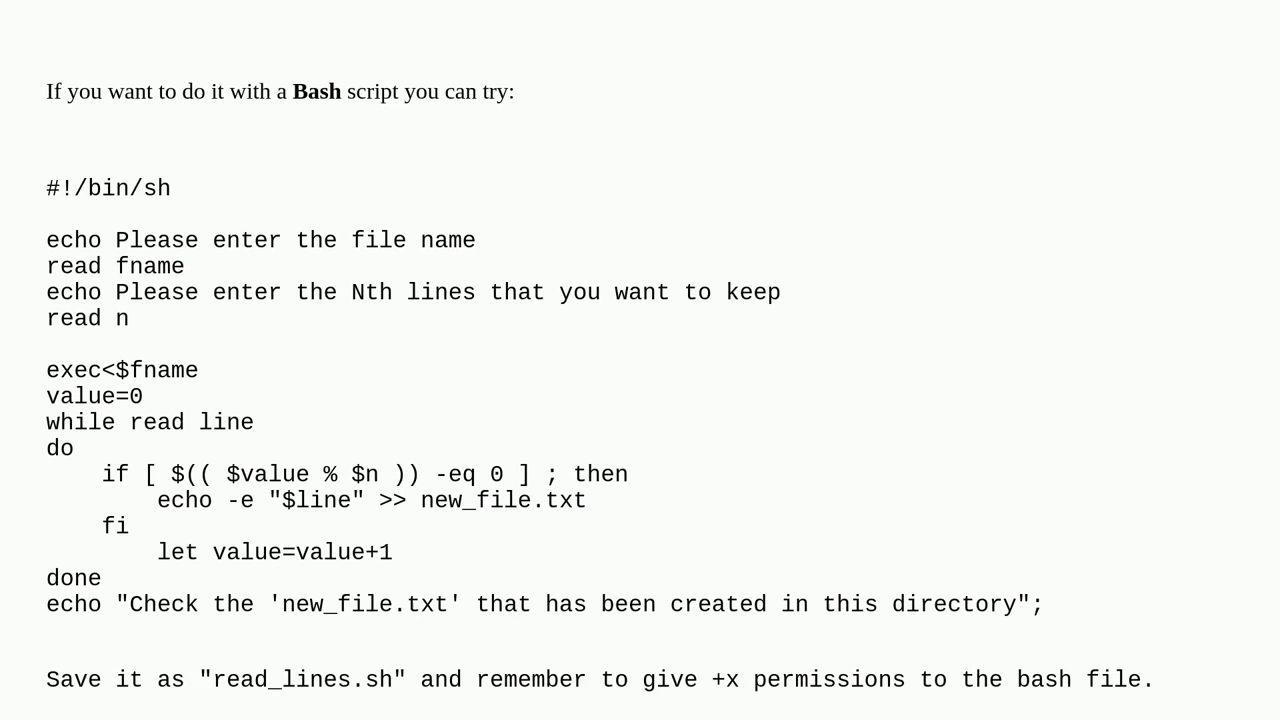 If you want to do it with a Bash script you can try:
#!/bin/sh
echo Please enter the file name
read fname
echo Please enter the Nth lines that you want to keep
read n
exec<$fname
value=0
while read line
do
    if [ $(( $value % $n )) -eq 0 ] ; then
        echo -e "$line" >> new_file.txt
    fi
        let value=value+1
done
echo "Check the 'new_file.txt' that has been created in this directory";
Save it as "read_lines.sh" and remember to give +x permissions to the bash file.